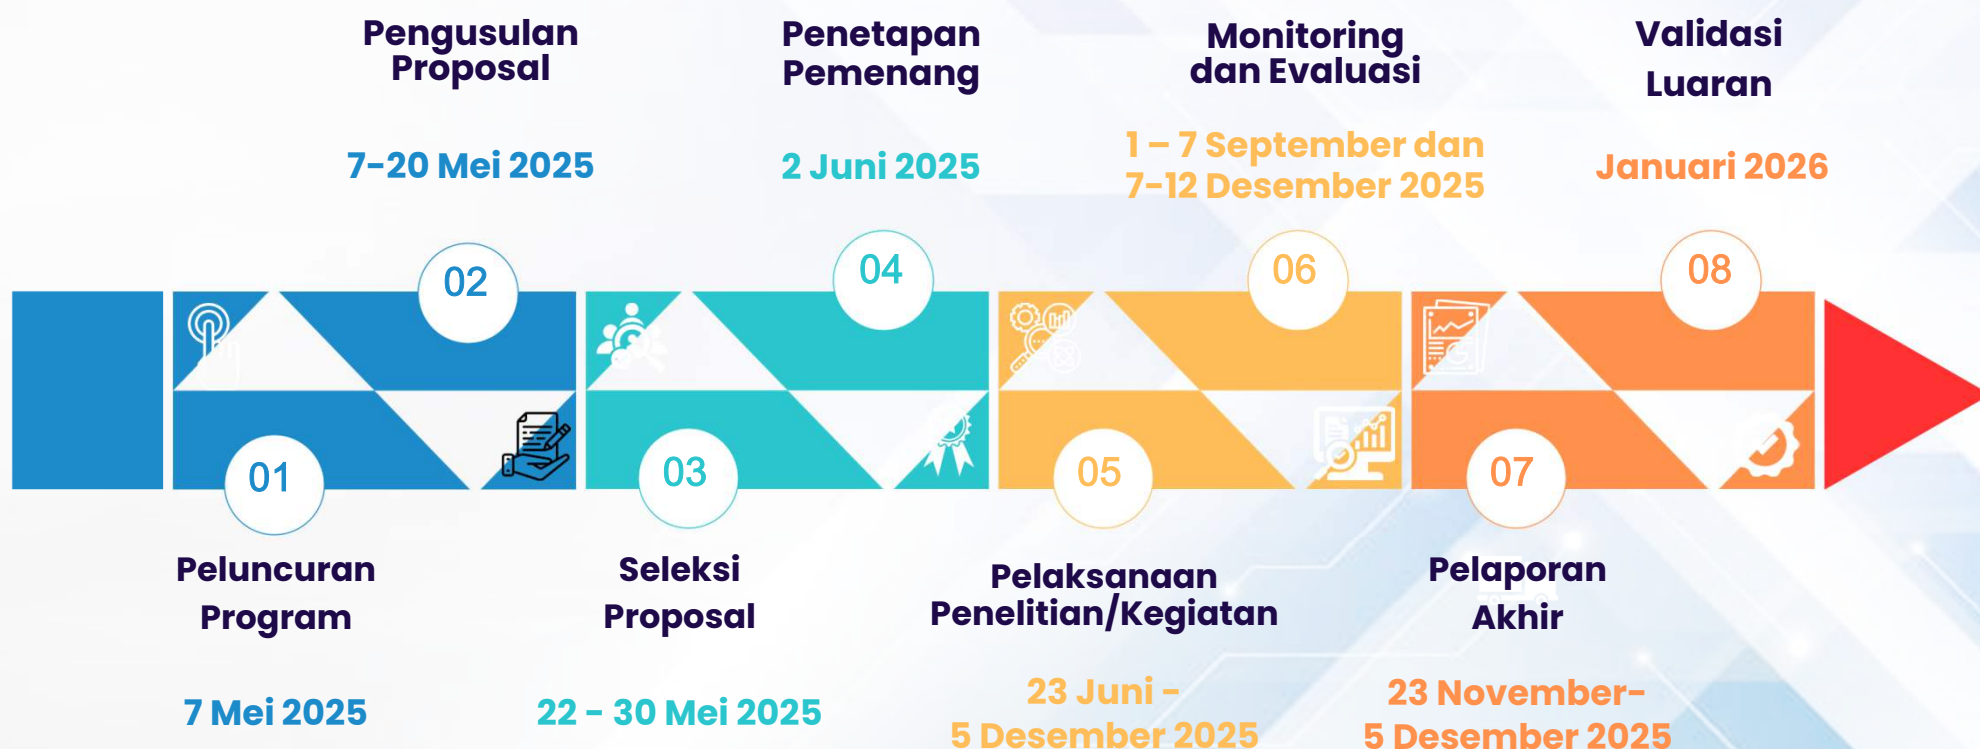 Pengusulan
Proposal
7-20 Mei 2025
Penetapan
Pemenang
2 Juni 2025
Monitoring
dan Evaluasi
1 – 7 September dan
7-12 Desember 2025
Validasi
Luaran
Januari 2026
02
04
06
08
01
03
05
07
Peluncuran
Program
7 Mei 2025
Seleksi
Proposal
22 - 30 Mei 2025
Pelaksanaan
Penelitian/Kegiatan
23 Juni -
5 Desember 2025
Pelaporan
Akhir
23 November-
5 Desember 2025